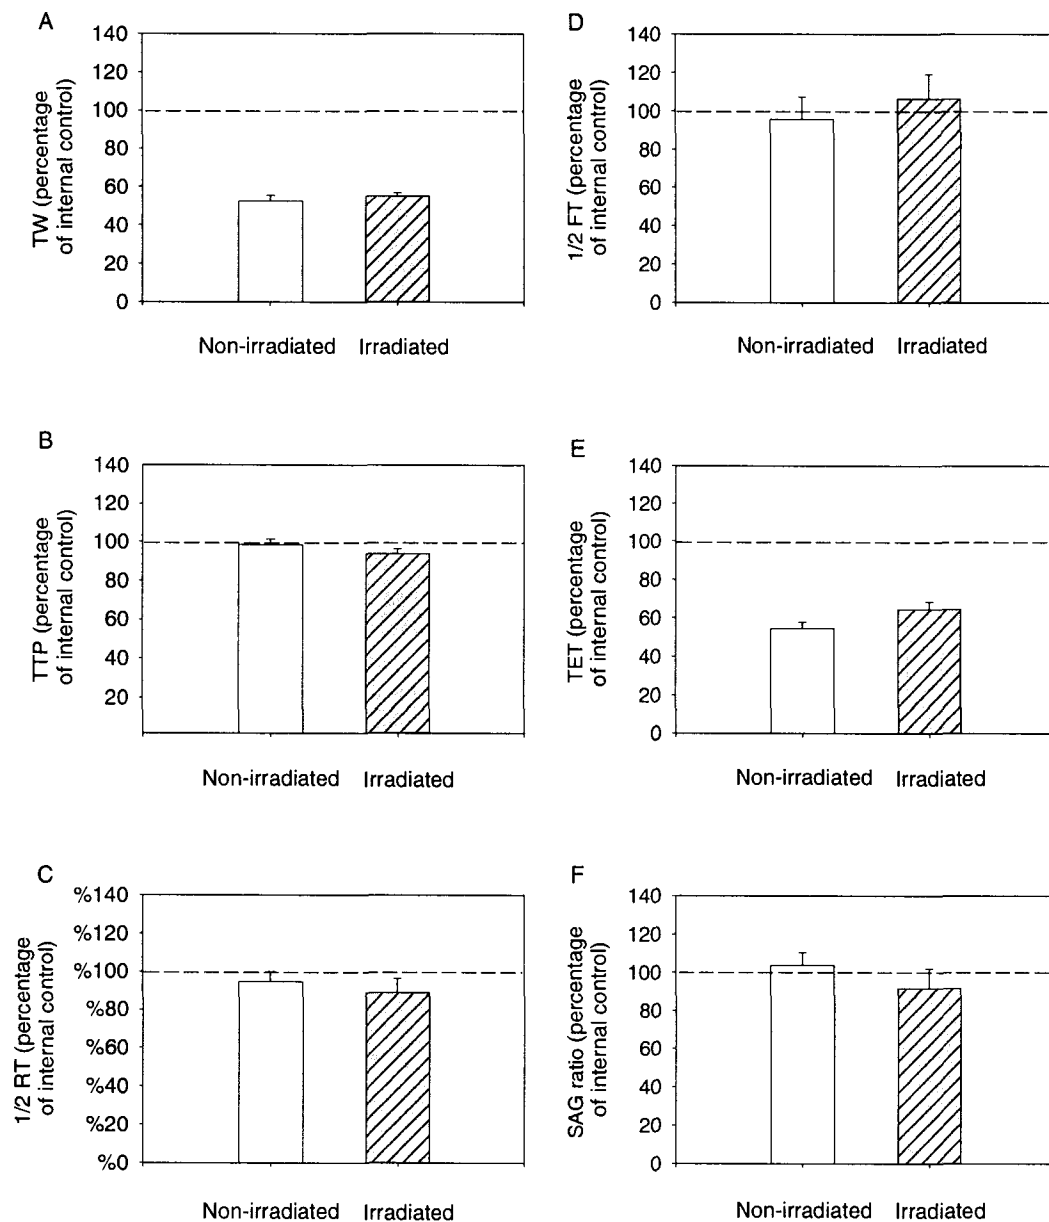 A
TW (percentage
of internal control)
140
120
100
80
60
40
20
0
Non-irradiated Irradiated
B
TTP (percentage
of internal control)
140
120
100
80
60
40
20
Non-irradiated Irradiated
C
1/2 RT (percentage
of internal control)
%140
%120
%100
%80
%60
%40
%20
%0
Non-irradiated Irradiated
D
1/2 FT (percentage
of internal control)
140
120
100
80
60
40
20
0
Non-irradiated Irradiated
E
TET (percentage
of internal control)
140
120
100
80
60
40
20
0
Non-irradiated Irradiated
F
SAG ratio (percentage
of internal control)
140
120
100
80
60
40
20
0
Non-irradiated Irradiated